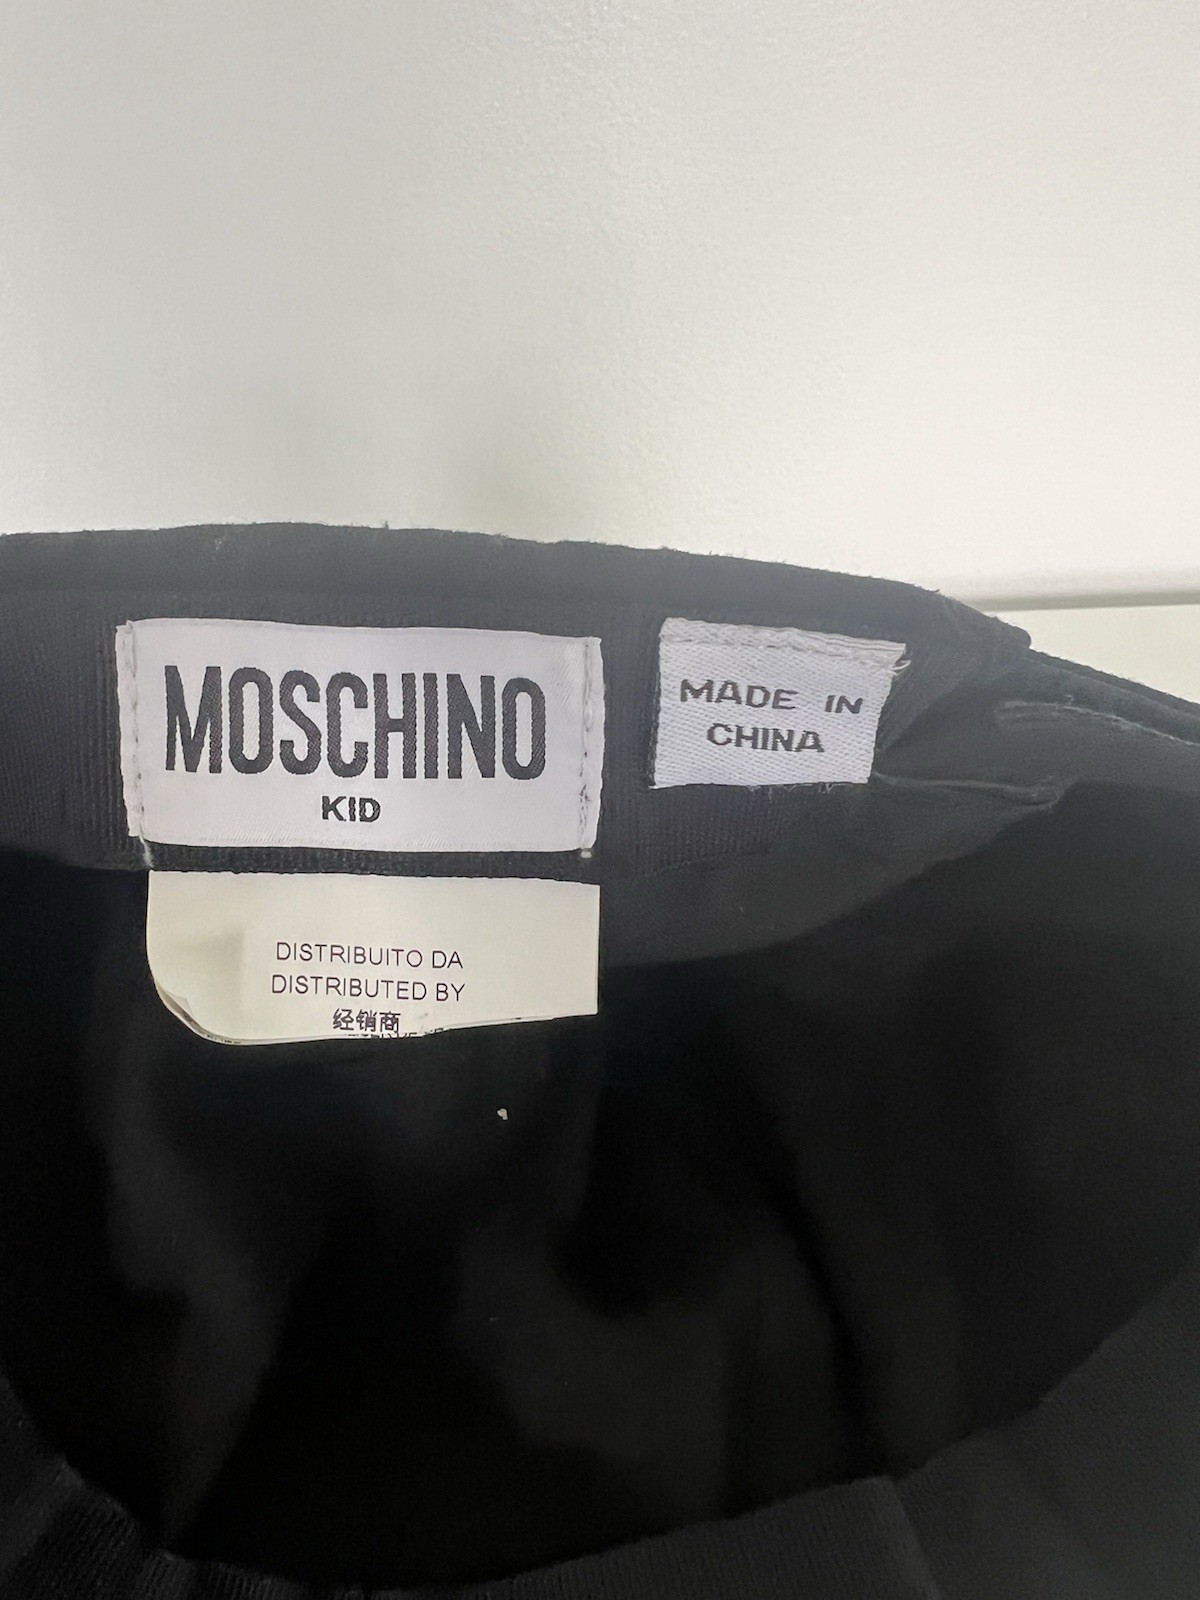 MOSCHINO
KID
MADE IN
CHINA
DISTRIBUITO DA
DISTRIBUTED BY
经销商